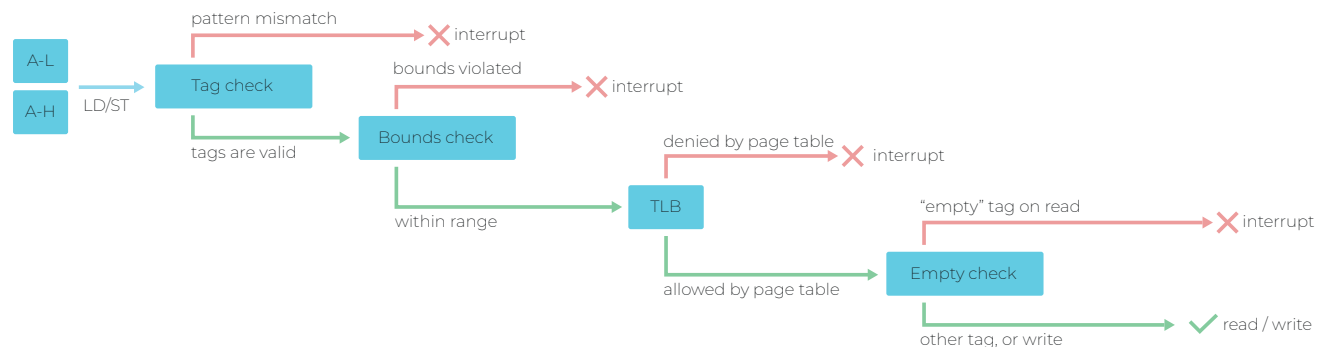 pattern mismatch
interrupt
A-L
bounds violated
Tag check
interrupt
LD/ST
A-H
tags are valid
Bounds check
denied by page table
interrupt
within range
TLB
“empty” tag on read
interrupt
allowed by page table
Empty check
read / write
other tag, or write